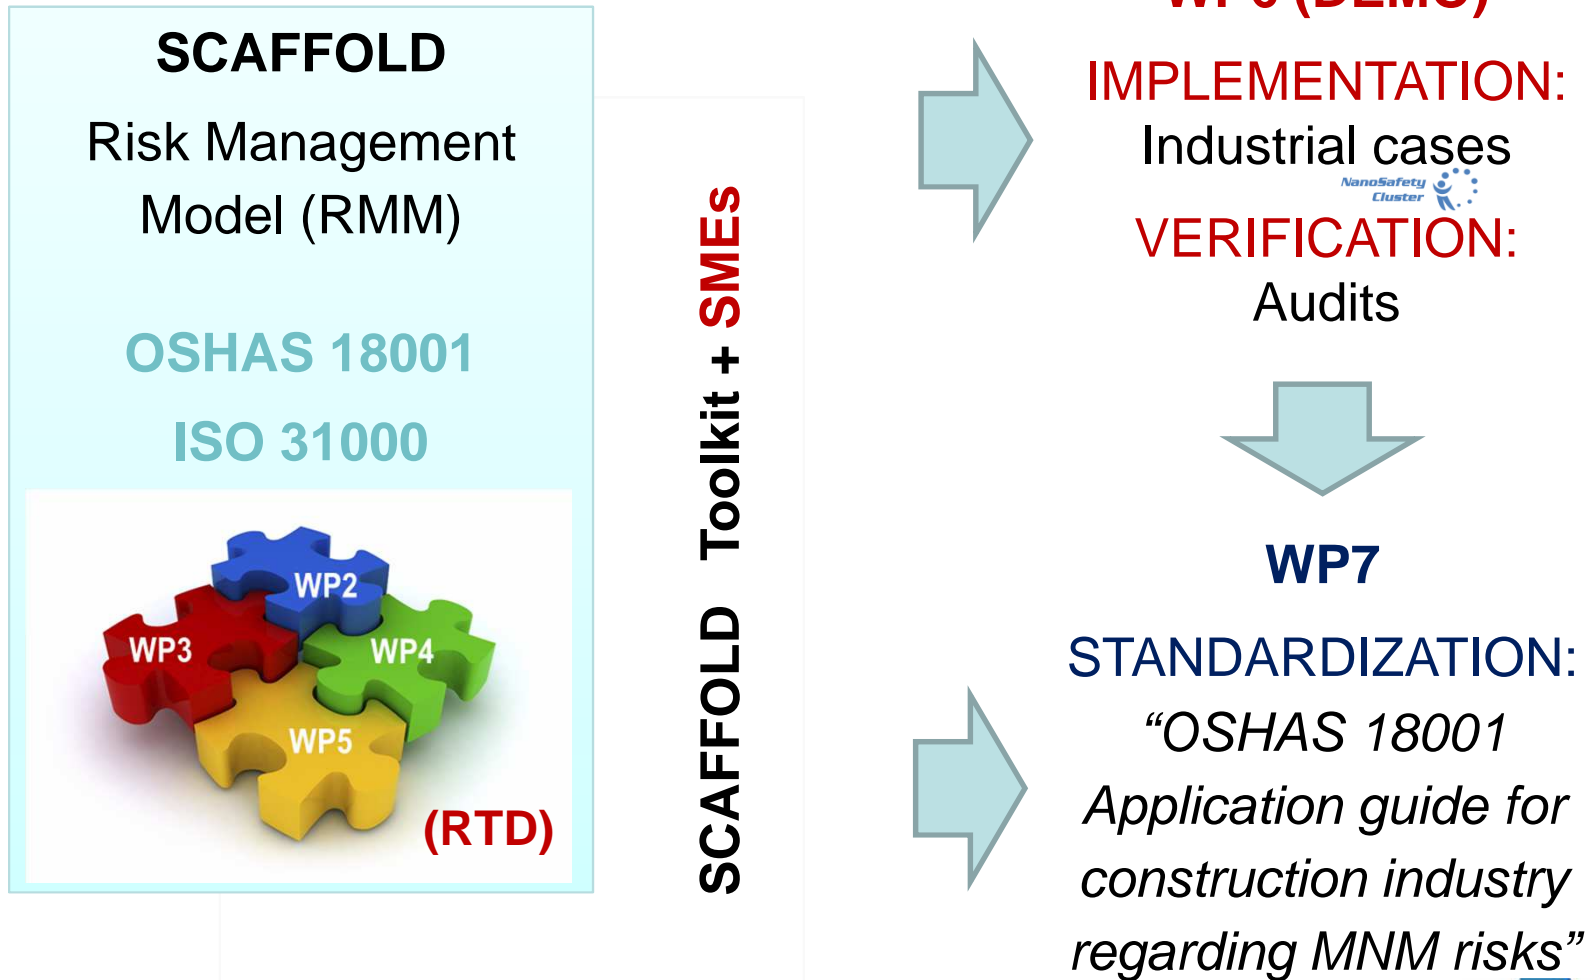 SCAFFOLD
Risk Management
Model (RMM)
OSHAS 18001
ISO 31000
WP2
WP3
WP4
WP5
(RTD)
SCAFFOLD Toolkit + SMEs
(DEMO)
IMPLEMENTATION:
Industrial cases
NanoSafety
Cluster
VERIFICATION:
Audits
WP7
STANDARDIZATION:
“OSHAS 18001
Application guide for
construction industry
regarding MNM risks”